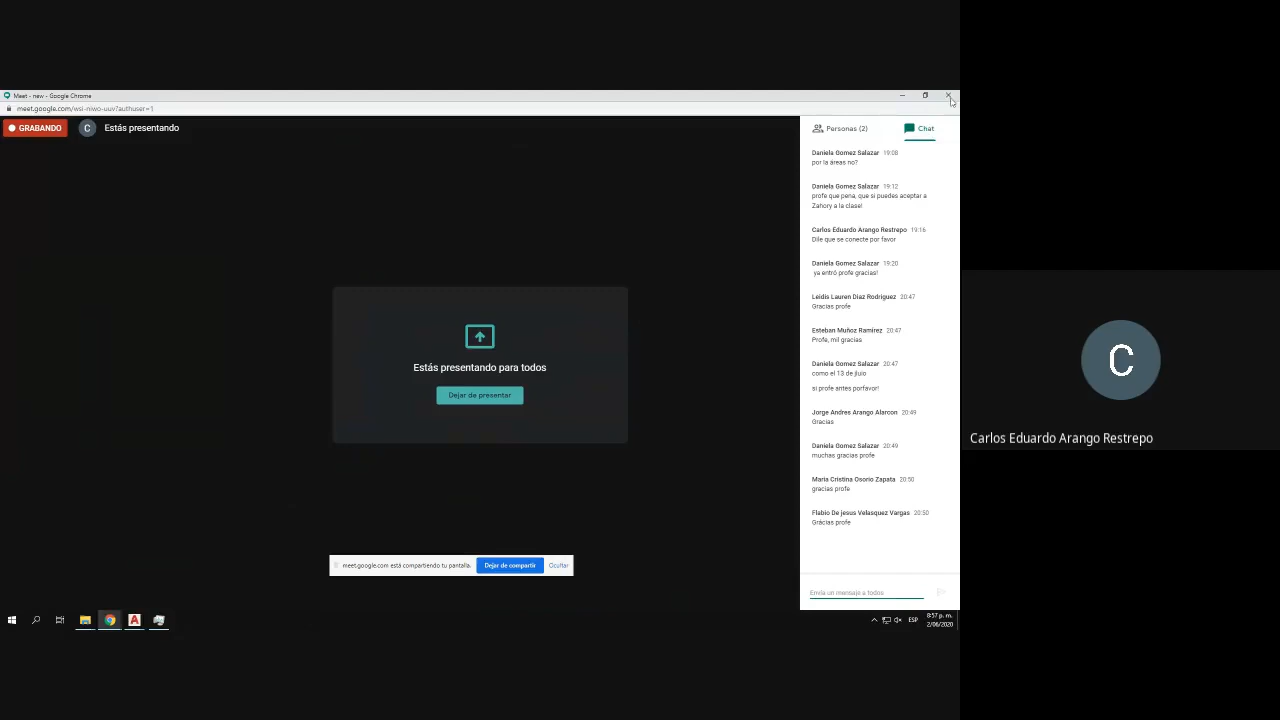 Meet - new - Google Chrome
meet.google.com/wsi-niwo-uuv?authuser=1
GRABANDO
C
Estás presentando
Personas (2)
Chat
Daniela Gomez Salazar 19:08
por la áreas no?
Daniela Gomez Salazar 19:12
profe que pena, que si puedes aceptar a
Zahory a la clase!
Carlos Eduardo Arango Restrepo 19:16
Dile que se conecte por favor
Daniela Gomez Salazar 19:20
ya entró profe gracias!
Leidis Lauren Diaz Rodriguez 20:47
Gracias profe
Esteban Muñoz Ramirez 20:47
Profe, mil gracias
Daniela Gomez Salazar 20:47
como el 13 de jluio
si profe antes porfavor!
Jorge Andres Arango Alarcon 20:49
Gracias
Daniela Gomez Salazar 20:49
muchas gracias profe
Maria Cristina Osorio Zapata 20:50
gracias profe
Flabio De jesus Velasquez Vargas 20:50
Grácias profe
Estás presentando para todos
Dejar de presentar
meet.google.com está compartiendo tu pantalla.
Dejar de compartir
Ocultar
Envía un mensaje a todos
A
ESP
8:57 p. m.
2/06/2020
C
Carlos Eduardo Arango Restrepo